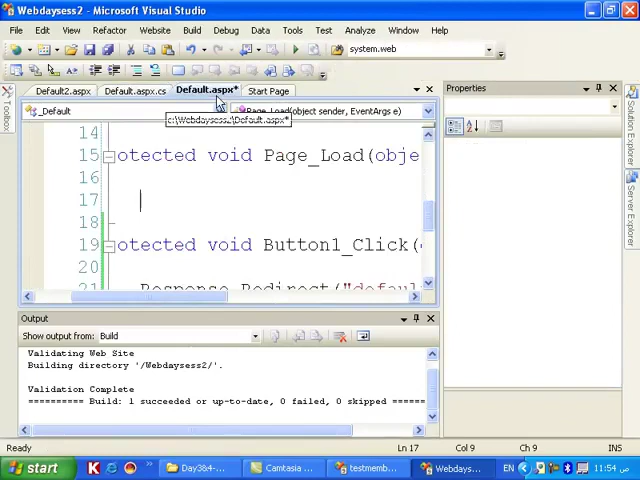 Webdaysess2 - Microsoft Visual Studio
File Edit View Refactor Website Build Debug Data Tools Test Analyze Window Help
system.web
Default2.aspx Default.aspx.cs Default.aspx* Start Page
_Default Page_Load(object sender, EventArgs e)
c:\Webdaysess2\Default.aspx*
14
15 otected void Page_Load(obje
16
17
18
19 otected void Button1_Click(
20
21 Response.Redirect("defaul
Output
Show output from: Build
Validating Web Site
Building directory '/Webdaysess2/'.
Validation Complete
========== Build: 1 succeeded or up-to-date, 0 failed, 0 skipped
Properties
Toolbox
Solution Explorer
Server Explorer
Ready Ln 17 Col 9 Ch 9 INS
start Day3&4-... Camtasia ... testmemb... Webdays... EN 11:54 ص